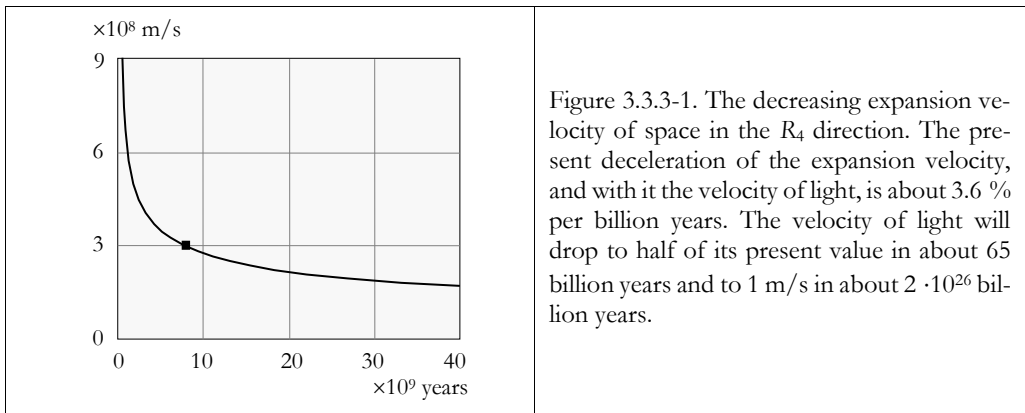 ×10⁸ m/s
9
6
3
0
0 10 20 30 40
×10⁹ years
Figure 3.3.3-1. The decreasing expansion ve-
locity of space in the R₄ direction. The pre-
sent deceleration of the expansion velocity,
and with it the velocity of light, is about 3.6 %
per billion years. The velocity of light will
drop to half of its present value in about 65
billion years and to 1 m/s in about 2 ·10²⁶ bil-
lion years.